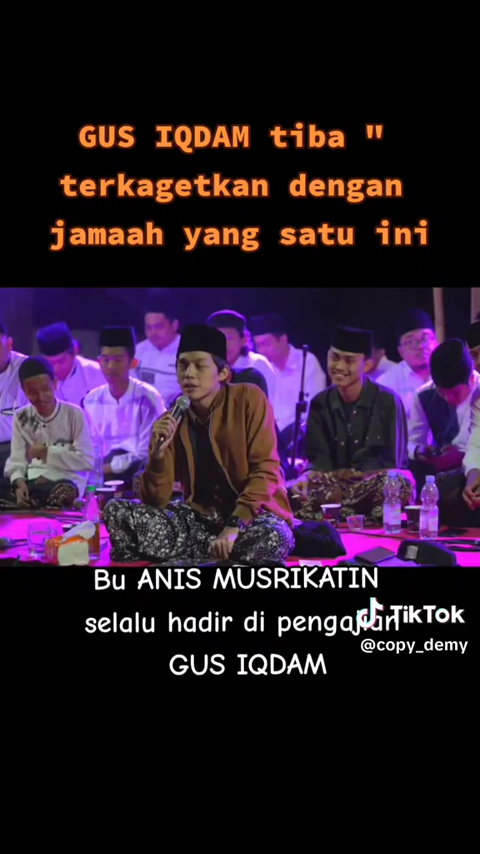 GUS IQDAM tiba "
terkagetkan dengan
jamaah yang satu ini
Bu ANIS MUSRIKATIN
selalu hadir di pengajian
GUS IQDAM
TikTok
@copy_demy